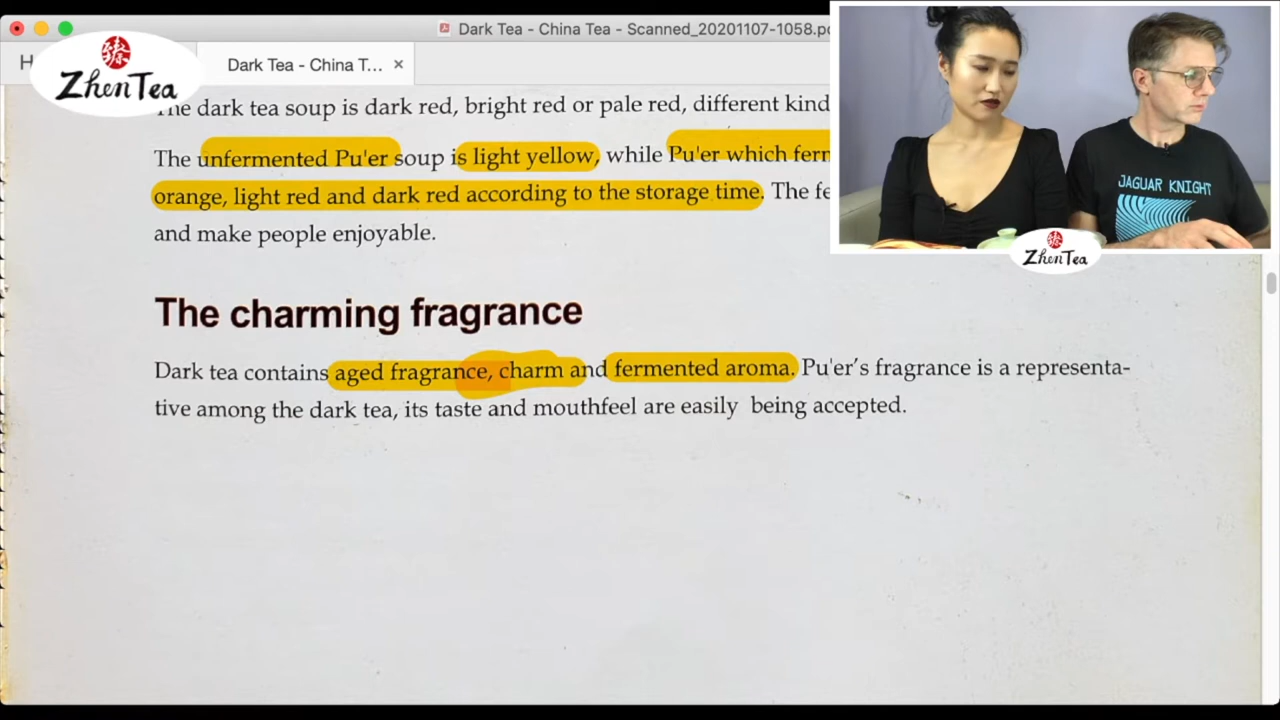 Dark Tea - China Tea - Scanned_20201107-1058.pd
H
Dark Tea - China T... ×
臻
ZhenTea
The dark tea soup is dark red, bright red or pale red, different kind
The unfermented Pu'er soup is light yellow, while Pu'er which ferm
orange, light red and dark red according to the storage time. The fe
and make people enjoyable.
JAGUAR KNIGHT
臻
ZhenTea
The charming fragrance
Dark tea contains aged fragrance, charm and fermented aroma. Pu'er's fragrance is a representa-
tive among the dark tea, its taste and mouthfeel are easily being accepted.